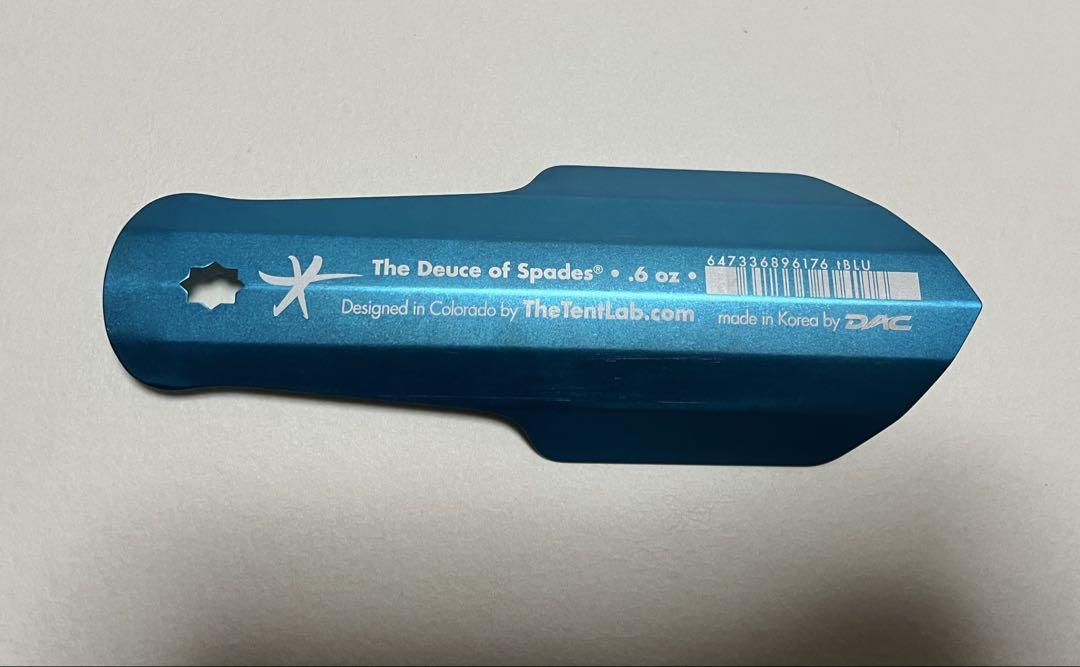 The Deuce of Spades® • .6 oz •
647336896176 tBLU
Designed in Colorado by TheTentLab.com
made in Korea by DAC